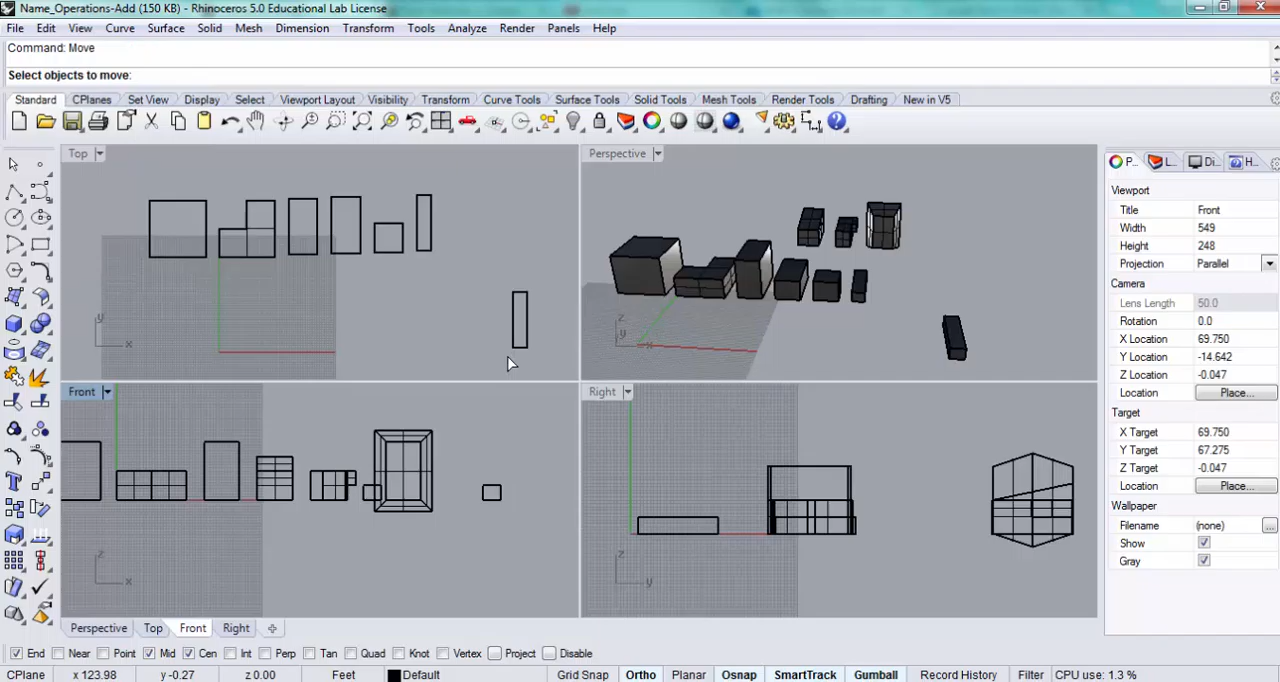 Name_Operations-Add (150 KB) - Rhinoceros 5.0 Educational Lab License
File Edit View Curve Surface Solid Mesh Dimension Transform Tools Analyze Render Panels Help
Command: Move
Select objects to move:
Standard CPlanes Set View Display Select Viewport Layout Visibility Transform Curve Tools Surface Tools Solid Tools Mesh Tools Render Tools Drafting New in V5
Top
Perspective
P... L... Di... H...
Viewport
Title Front
Width 549
Height 248
Projection Parallel
Camera
Lens Length 50.0
Rotation 0.0
X Location 69.750
Y Location -14.642
Z Location -0.047
Location Place...
Target
X Target 69.750
Y Target 67.275
Z Target -0.047
Location Place...
Wallpaper
Filename (none) ...
Show
Gray
y
x
z
y
x
Front
Right
z
x
z
y
Perspective Top Front Right
End Near Point Mid Cen Int Perp Tan Quad Knot Vertex Project Disable
CPlane x 123.98 y -0.27 z 0.00 Feet Default Grid Snap Ortho Planar Osnap SmartTrack Gumball Record History Filter CPU use: 1.3 %